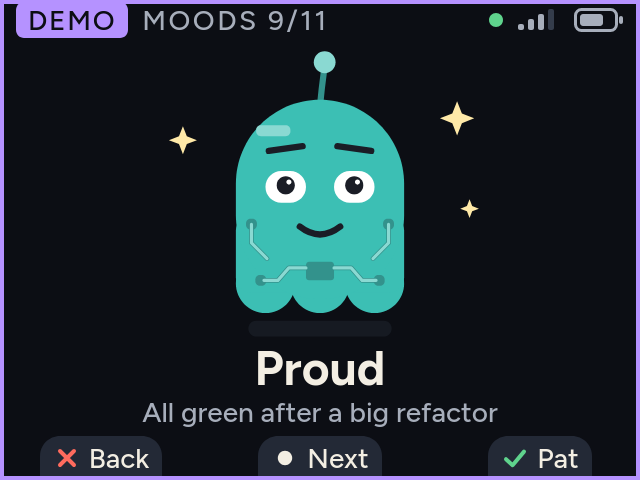 DEMO MOODS 9/11
Proud
All green after a big refactor
Back Next Pat